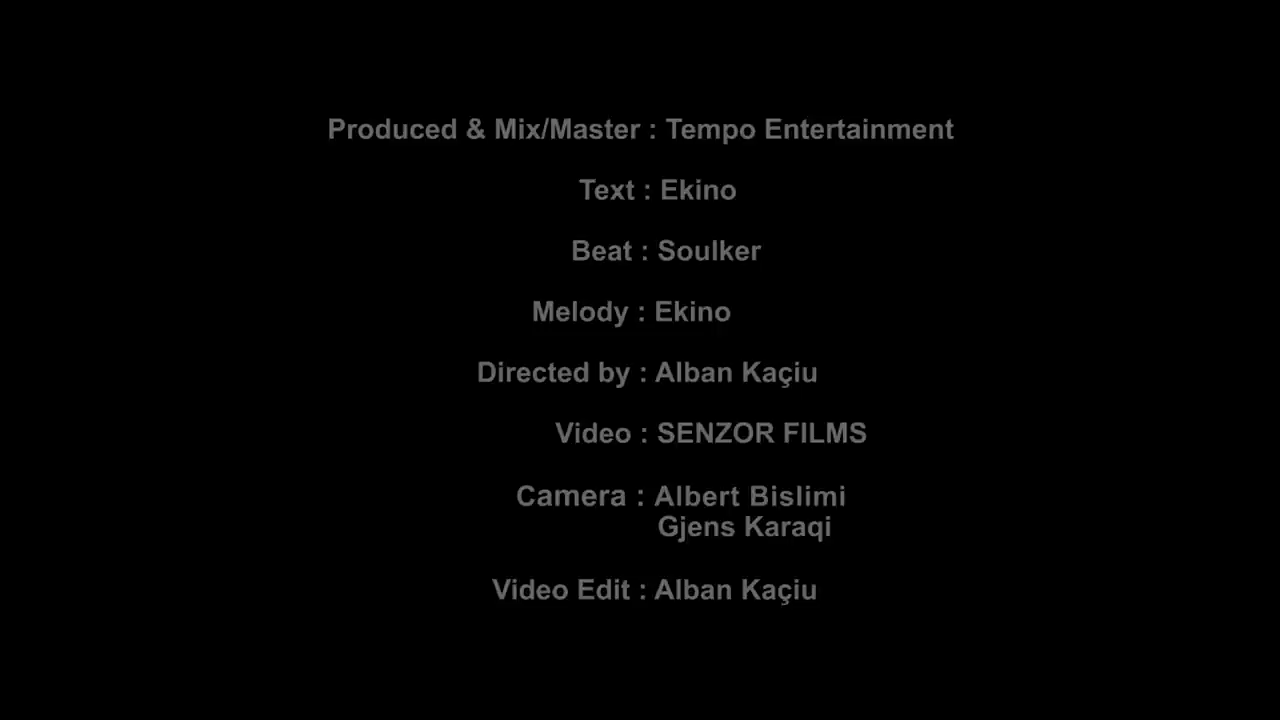 Produced & Mix/Master : Tempo Entertainment
Text : Ekino
Beat : Soulker
Melody : Ekino
Directed by : Alban Kaçiu
Video : SENZOR FILMS
Camera : Albert Bislimi
Gjens Karaqi
Video Edit : Alban Kaçiu